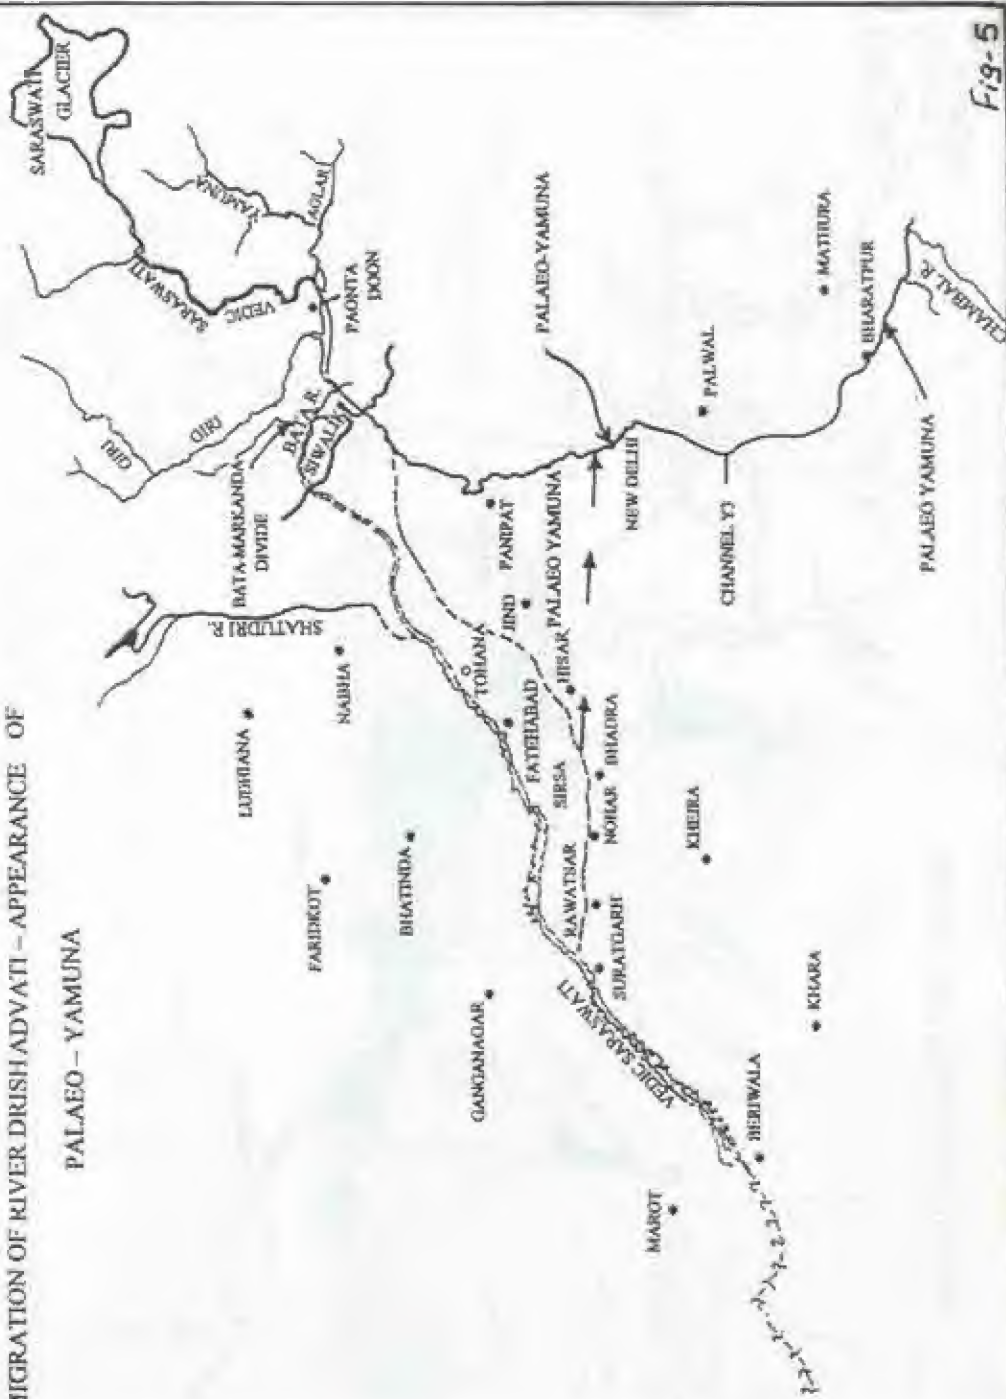 MIGRATION OF RIVER DRISHADVATI – APPEARANCE OF
PALAEO – YAMUNA
SARASWATI
GLACIER
YAMUNA
AGLAR
SARASWATI
VEDIC
PAONTA
DOON
GIRI
BATA R.
SIWALIK
BATA-MARKANDA
DIVIDE
SHATUDRI R.
LUDHIANA
NABHA
FARIDKOT
BHATINDA
TOHANA
JIND
PANIPAT
PALAEO YAMUNA
PALAEO-YAMUNA
FATEHABAD
HISAR
SIRSA
BHADRA
NOHAR
RAWATSAR
SURATGARH
GANGANAGAR
VEDIC SARASWATI
NEW DELHI
PALWAL
MATHURA
CHANNEL Y3
BHARATPUR
CHAMBAL R.
PALAEO YAMUNA
KHEJRA
KHARA
BERIWALA
MAROT
Fig-5